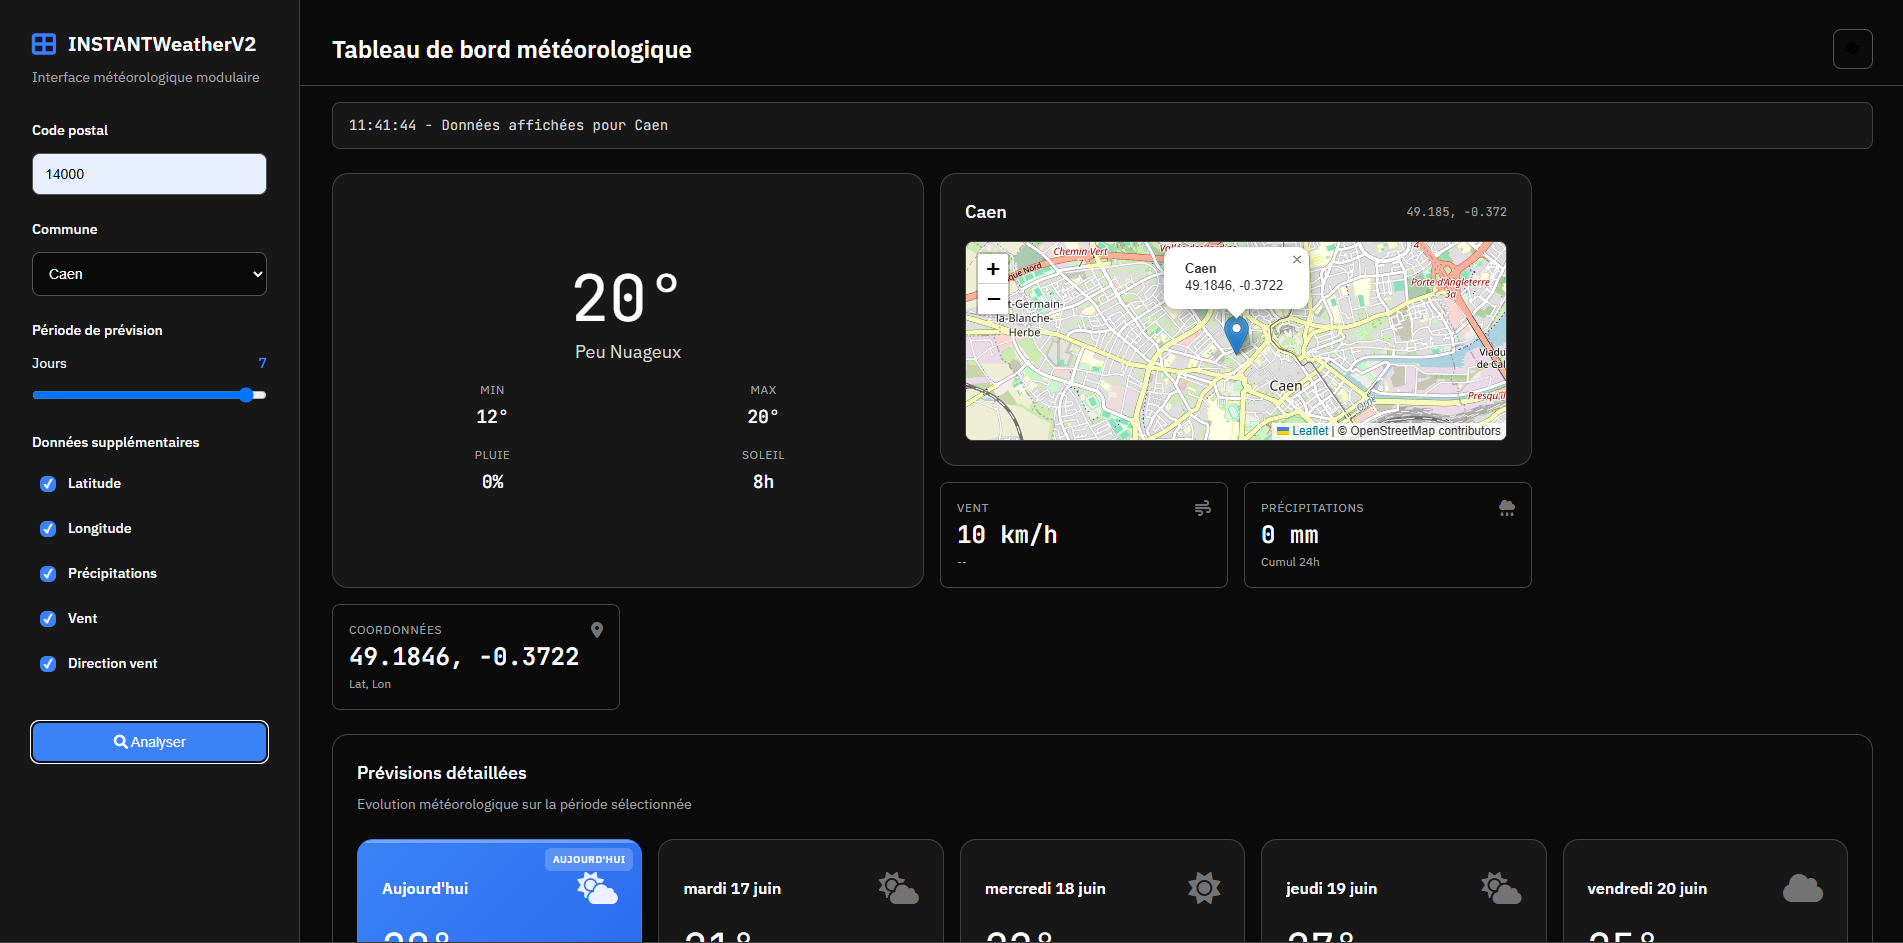 INSTANTWeatherV2
Interface météorologique modulaire
Code postal
14000
Commune
Caen
Période de prévision
Jours 7
Données supplémentaires
Latitude
Longitude
Précipitations
Vent
Direction vent
Analyser
Tableau de bord météorologique
11:41:44 - Données affichées pour Caen
20°
Peu Nuageux
MIN
12°
MAX
20°
PLUIE
0%
SOLEIL
8h
Caen
49.185, -0.372
+
−
Chemin-Vert
que Nord
t-Germain-
la-Blanche-
Herbe
Caen
49.1846, -0.3722
×
4
Porte d'Angleterre
3a
Viadu
de Cal
Caen
Orne
Presqu'îl
Leaflet | © OpenStreetMap contributors
VENT
10 km/h
--
PRÉCIPITATIONS
0 mm
Cumul 24h
COORDONNÉES
49.1846, -0.3722
Lat, Lon
Prévisions détaillées
Evolution météorologique sur la période sélectionnée
AUJOURD'HUI
Aujourd'hui
mardi 17 juin
mercredi 18 juin
jeudi 19 juin
vendredi 20 juin